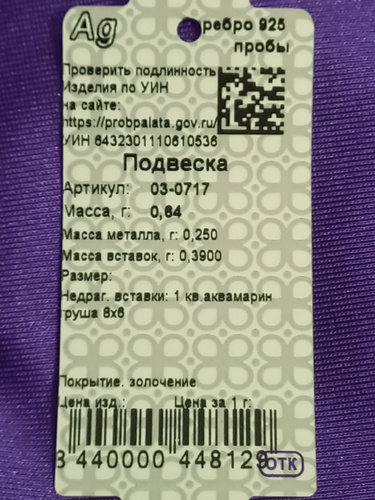 Ag
ребро 925
пробы
Проверить подлинность
Изделия по УИН
на сайте:
https://probpalata.gov.ru/
УИН 6432301110610536
Подвеска
Артикул: 03-0717
Масса, г: 0,64
Масса металла, г: 0,250
Масса вставок, г: 0,3900
Размер:
Недраг. вставки: 1 кв.аквамарин
груша 8х6
Покрытие: золочение
Цена изд.: Цена за 1 г:
3 440000 448129
ОТК